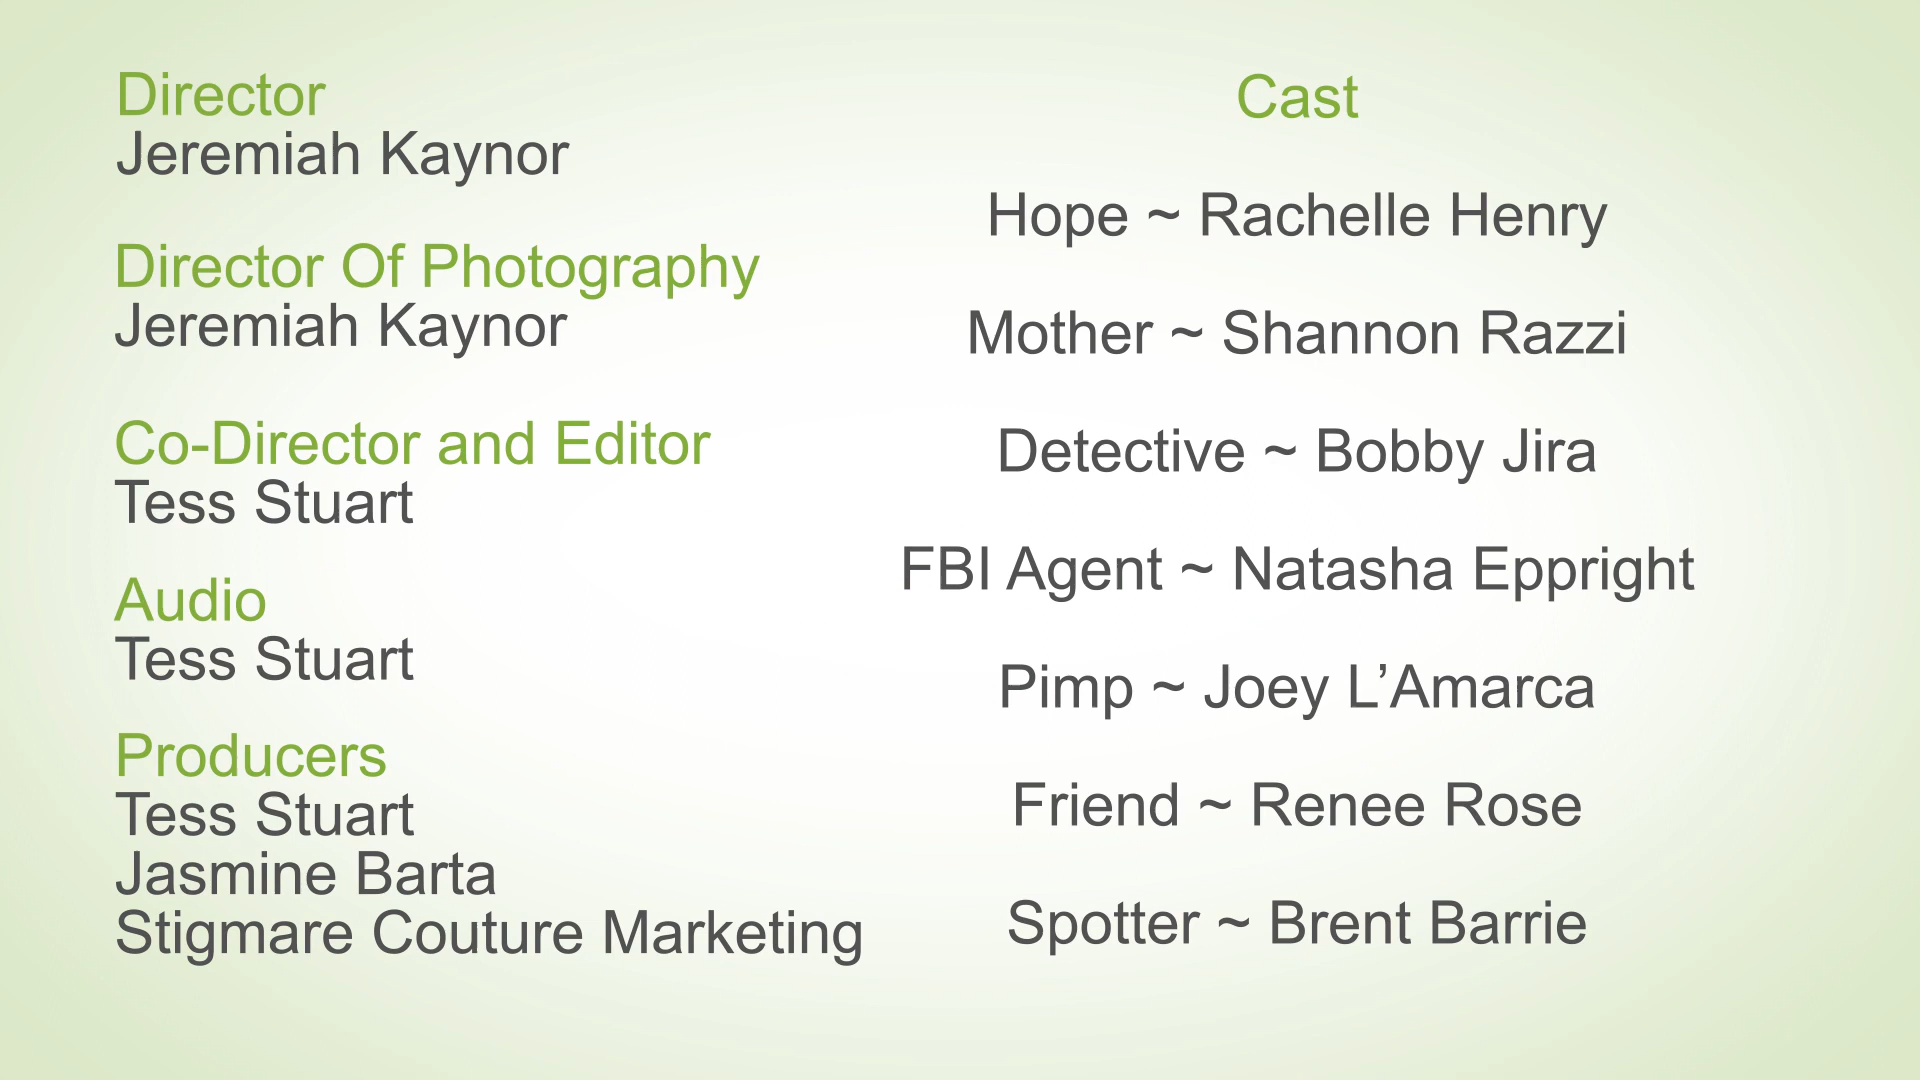 Director
Jeremiah Kaynor
Director Of Photography
Jeremiah Kaynor
Co-Director and Editor
Tess Stuart
Audio
Tess Stuart
Producers
Tess Stuart
Jasmine Barta
Stigmare Couture Marketing
Cast
Hope ~ Rachelle Henry
Mother ~ Shannon Razzi
Detective ~ Bobby Jira
FBI Agent ~ Natasha Eppright
Pimp ~ Joey L’Amarca
Friend ~ Renee Rose
Spotter ~ Brent Barrie